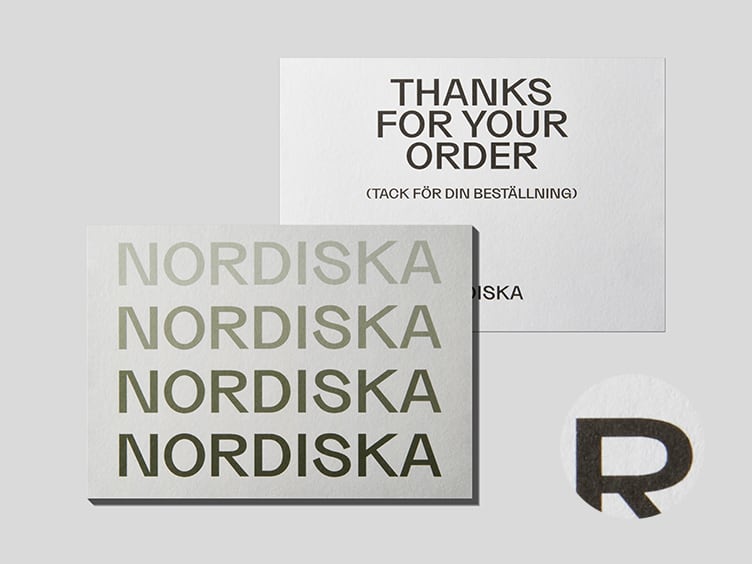 THANKS
FOR YOUR
ORDER
(TACK FÖR DIN BESTÄLLNING)
DISKA
NORDISKA
NORDISKA
NORDISKA
NORDISKA
R